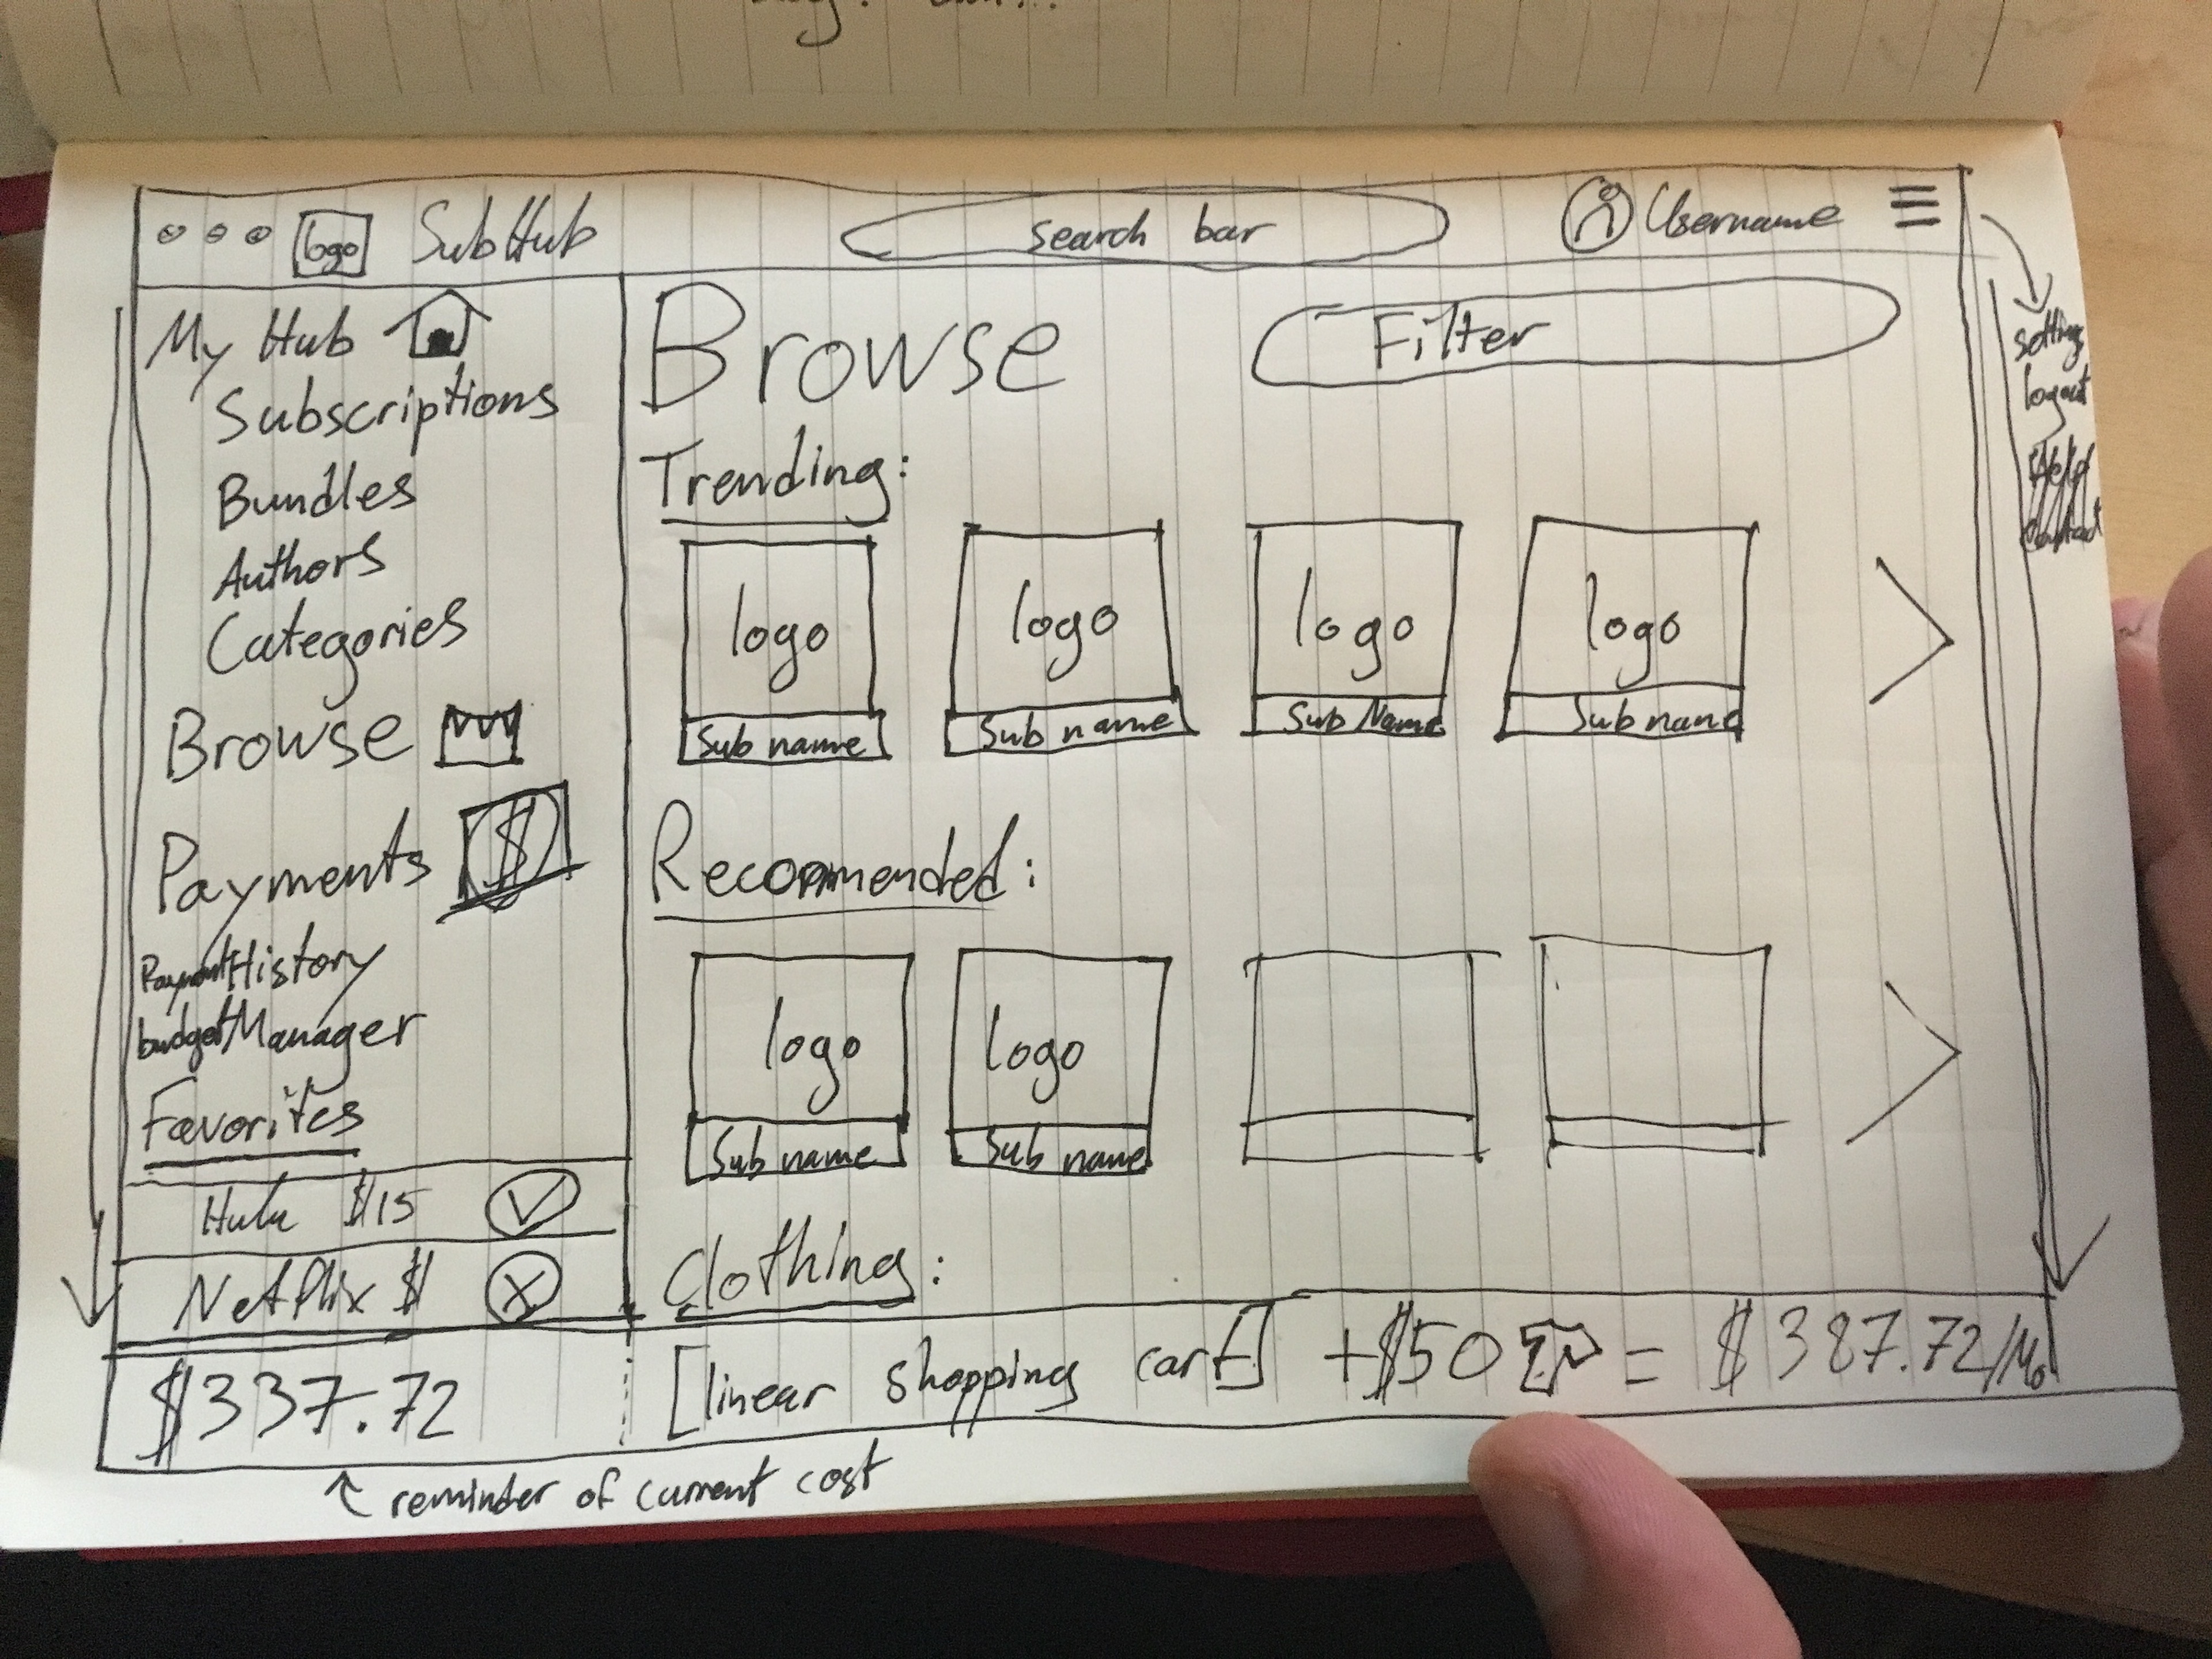 logo SubHub search bar Username
My Hub
Subscriptions
Bundles
Authors
Categories
Browse
Payments $
Payment History
budget Manager
Favorites
Hulu $15
Netflix $
$337.72
Browse Filter
Trending:
logo logo logo logo
Sub name Sub name Sub Name Sub name
Recommended:
logo logo
Sub name Sub name
Clothing:
[linear shopping cart] +$50 = $387.72/Mo
settings
logout
Help
Contact
reminder of current cost